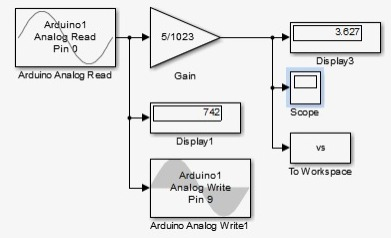 Arduino1
Analog Read
Pin 0
Arduino Analog Read
5/1023
Gain
3.627
Display3
Scope
742
Display1
vs
To Workspace
Arduino1
Analog Write
Pin 9
Arduino Analog Write1